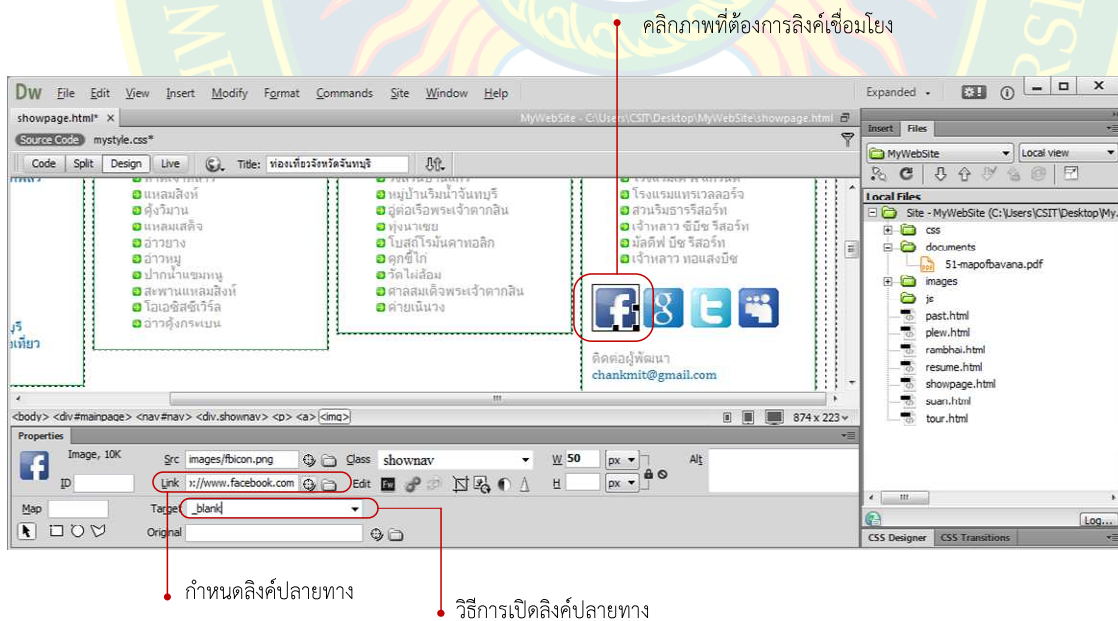 คลิกภาพที่ต้องการลิงค์เชื่อมโยง
DW File Edit View Insert Modify Format Commands Site Window Help
Expanded
showpage.html* ×
MyWebSite - C:\Users\CSIT\Desktop\MyWebSite\showpage.html
Source Code mystyle.css*
Code Split Design Live Title: ท่องเที่ยวจังหวัดจันทบุรี
แหลมสิงห์
คุ้งวิมาน
แหลมเสด็จ
อ่าวยาง
อ่าวหมู
ปากน้ำแขมหนู
สะพานแหลมสิงห์
โอเอซิสซีเวิร์ล
อ่าวคุ้งกระเบน
หมู่บ้านริมน้ำจันทบุรี
อู่ต่อเรือพระเจ้าตากสิน
ทุ่งนาเชย
โบสถ์โรมันคาทอลิก
คุกขี้ไก่
วัดไผ่ล้อม
ศาลสมเด็จพระเจ้าตากสิน
ค่ายเนินวง
โรงแรมแทรเวลลอร์จ
สวนริมธารรีสอร์ท
เจ้าหลาว ซีบีช รีสอร์ท
มัลดีฟ บีช รีสอร์ท
เจ้าหลาว ทอแสงบีช
ติดต่อผู้พัฒนา
chankmit@gmail.com
<body> <div#mainpage> <nav#nav> <div.shownav> <p> <a> <img>
874 x 223
Insert Files
MyWebSite Local view
Local Files
Site - MyWebSite (C:\Users\CSIT\Desktop\My...
css
documents
51-mapofbavana.pdf
images
js
past.html
plew.html
rambhai.html
resume.html
showpage.html
suan.html
tour.html
Log...
CSS Designer CSS Transitions
Properties
Image, 10K Src images/fbicon.png Class shownav W 50 px Alt
ID Link ://www.facebook.com Edit H px
Map Target _blank
Original
กำหนดลิงค์ปลายทาง
วิธีการเปิดลิงค์ปลายทาง